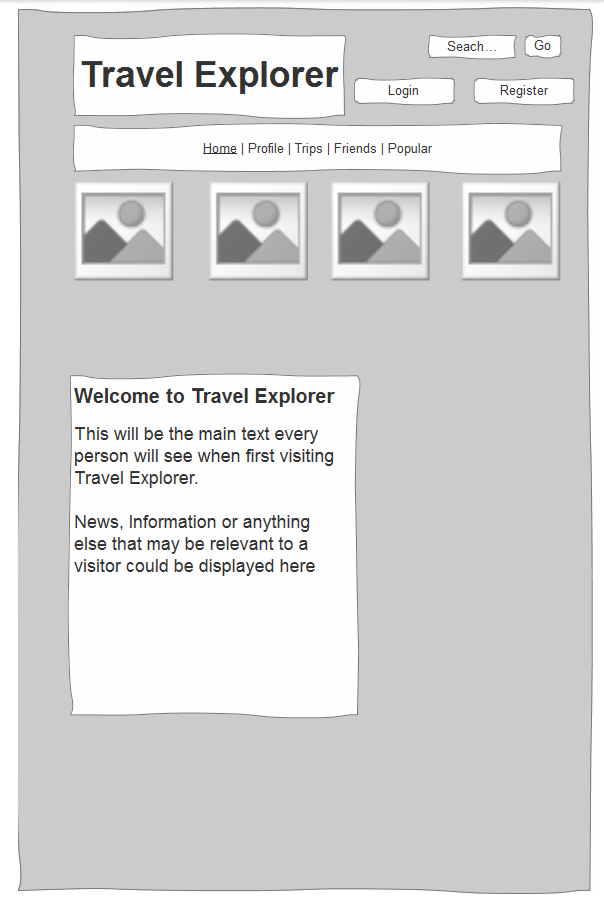 Travel Explorer
Seach...
Go
Login
Register
Home | Profile | Trips | Friends | Popular
Welcome to Travel Explorer
This will be the main text every
person will see when first visiting
Travel Explorer.
News, Information or anything
else that may be relevant to a
visitor could be displayed here